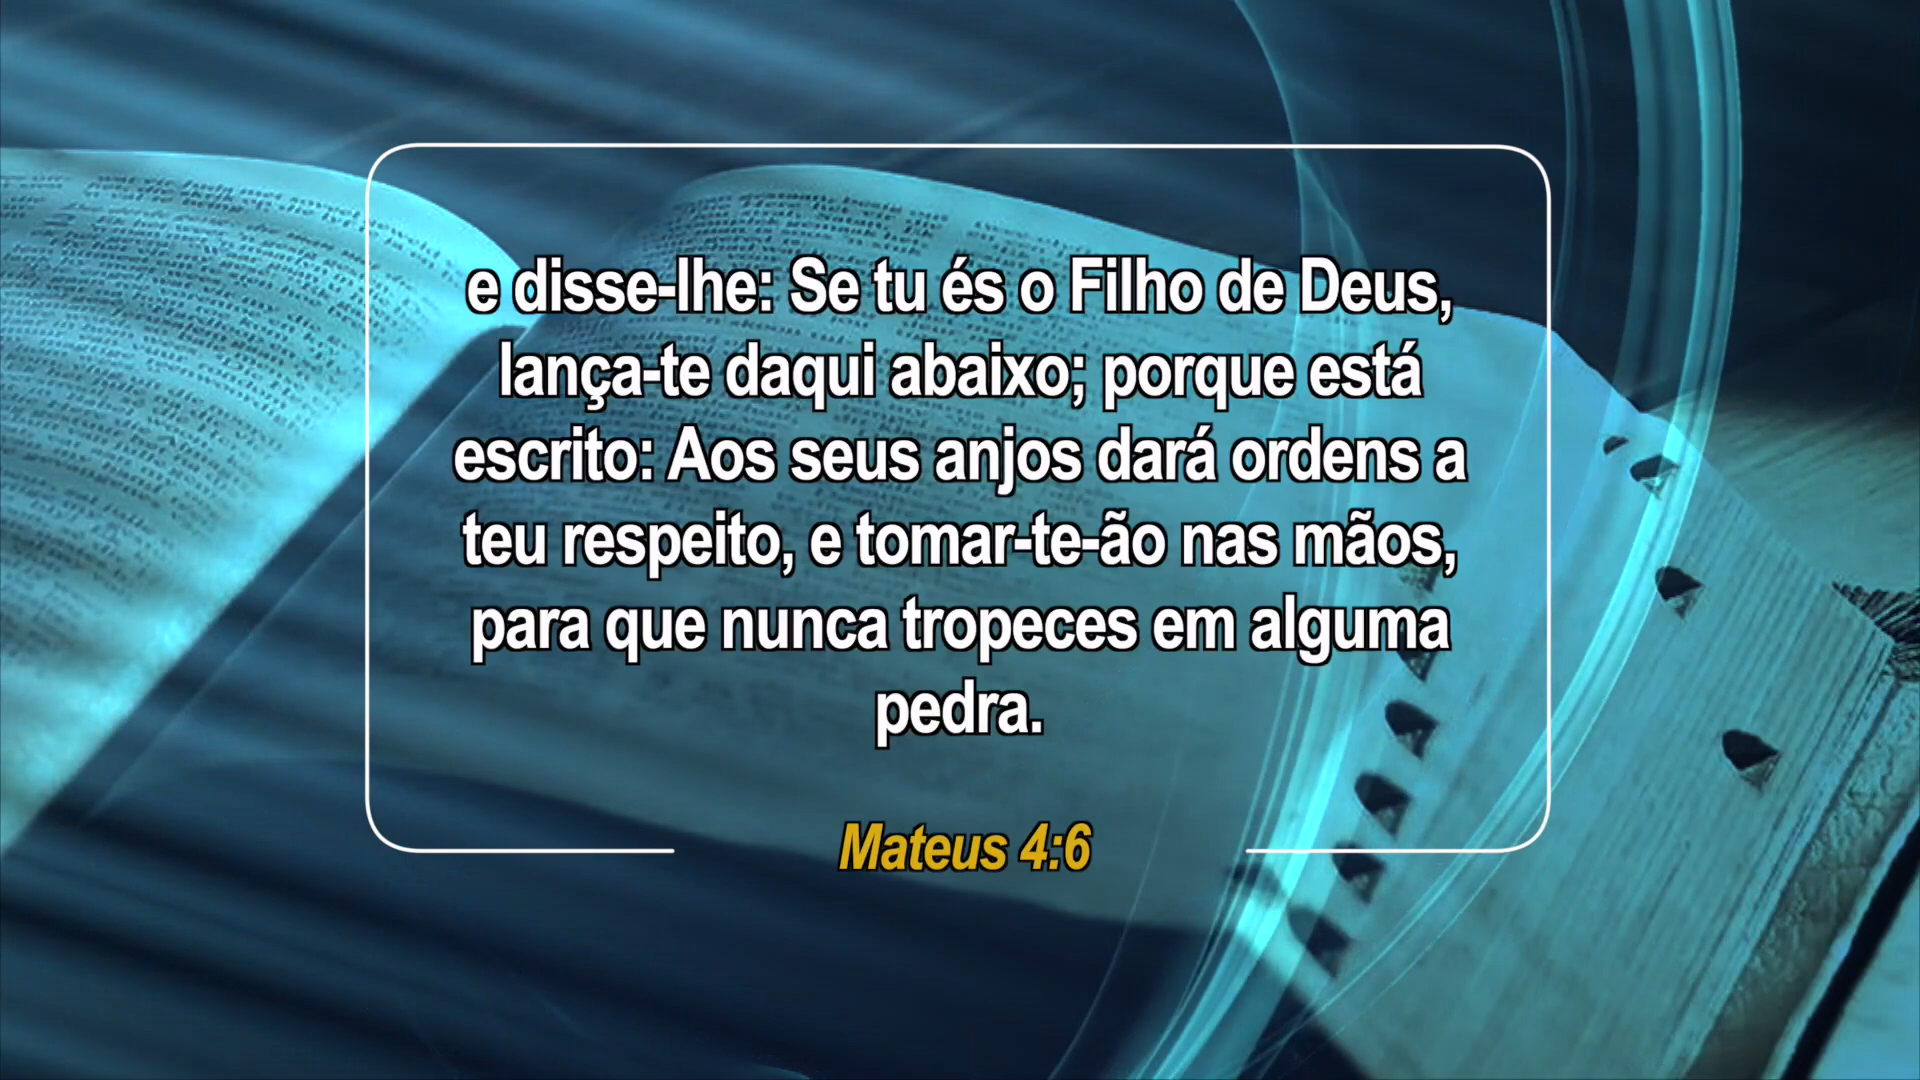 e disse-lhe: Se tu és o Filho de Deus,
lança-te daqui abaixo; porque está
escrito: Aos seus anjos dará ordens a
teu respeito, e tomar-te-ão nas mãos,
para que nunca tropeces em alguma
pedra.
Mateus 4:6